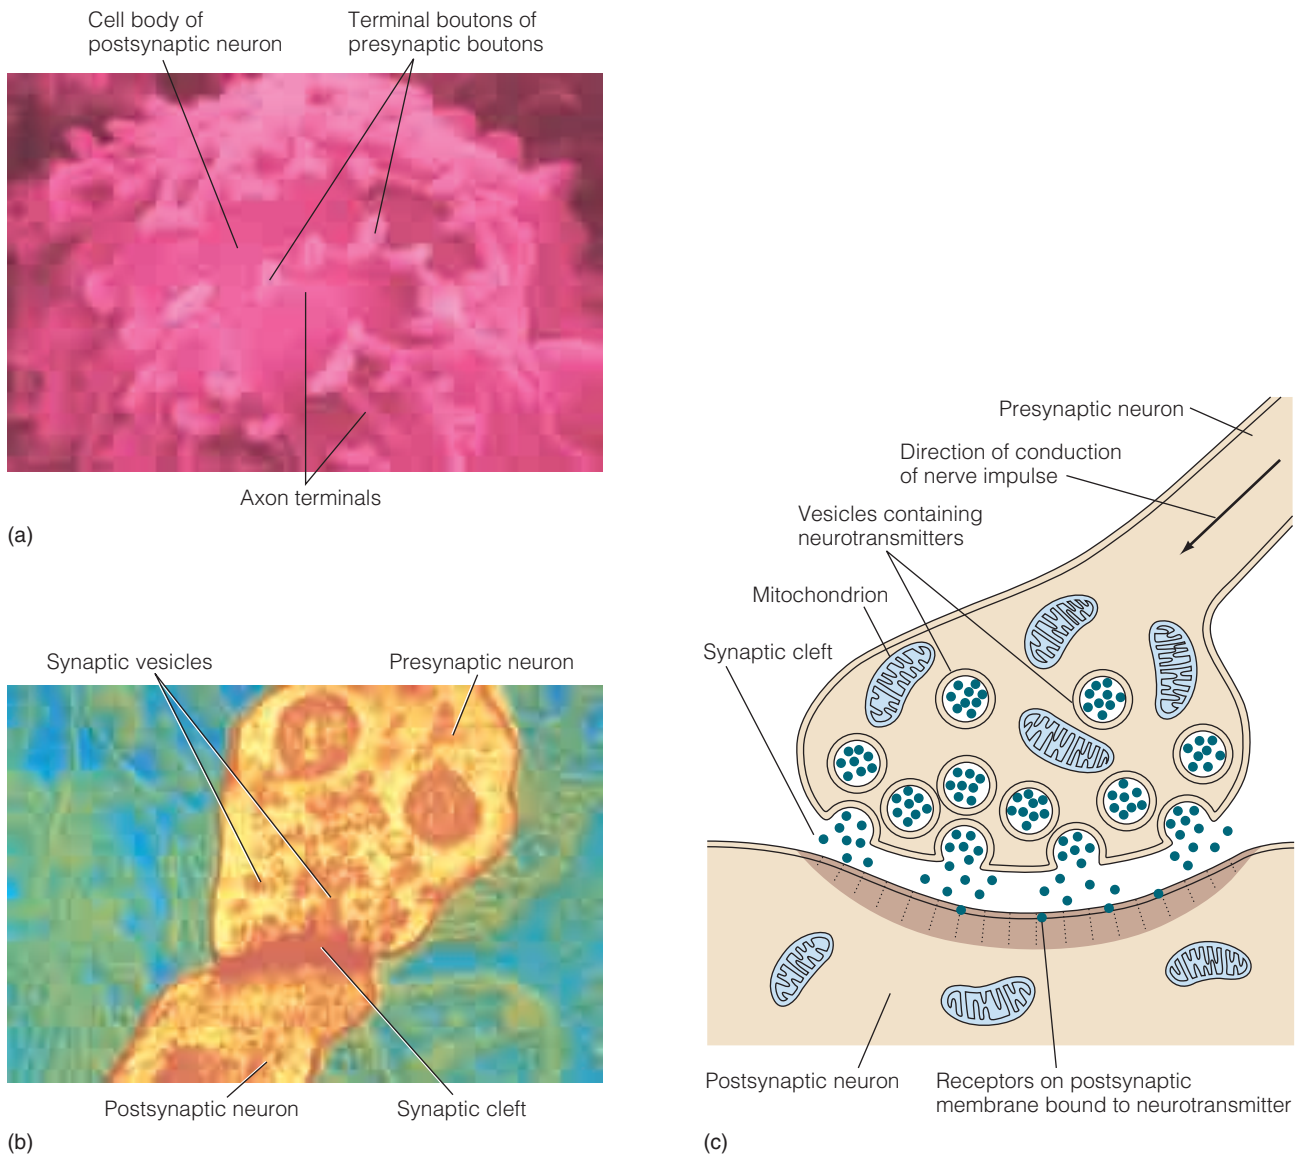 Cell body of
postsynaptic neuron
Terminal boutons of
presynaptic boutons
Axon terminals
(a)
Synaptic vesicles
Presynaptic neuron
Postsynaptic neuron
Synaptic cleft
(b)
Presynaptic neuron
Direction of conduction
of nerve impulse
Vesicles containing
neurotransmitters
Mitochondrion
Synaptic cleft
Postsynaptic neuron
Receptors on postsynaptic
membrane bound to neurotransmitter
(c)